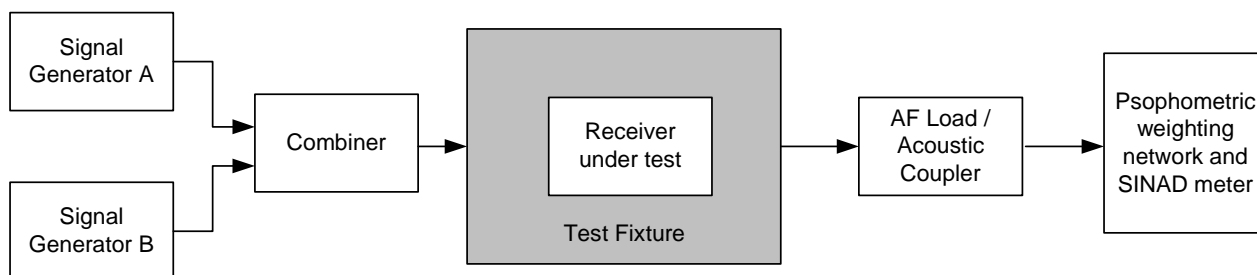 Signal
Generator A
Signal
Generator B
Combiner
Receiver
under test
Test Fixture
AF Load /
Acoustic
Coupler
Psophometric
weighting
network and
SINAD meter